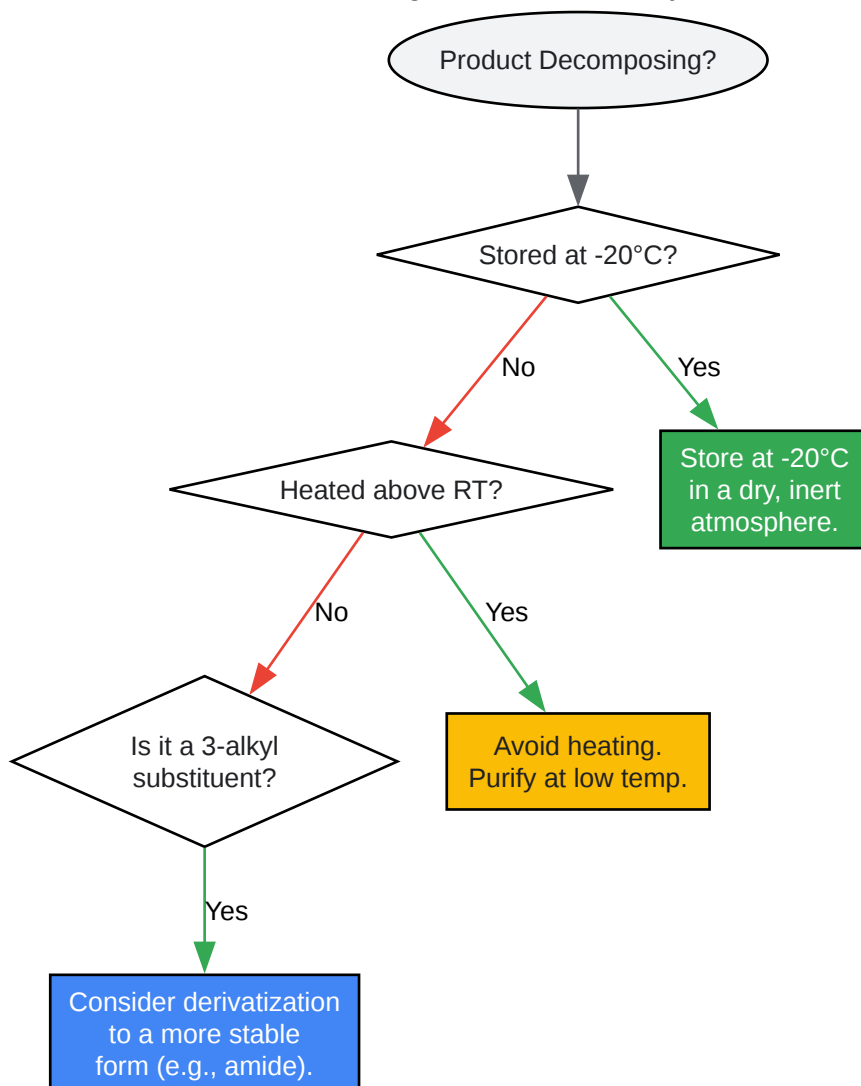 Product Decomposing?
Stored at -20°C?
No
Yes
Store at -20°C
in a dry, inert
atmosphere.
Heated above RT?
No
Yes
Is it a 3-alkyl
substituent?
Avoid heating.
Purify at low temp.
Yes
Consider derivatization
to a more stable
form (e.g., amide).